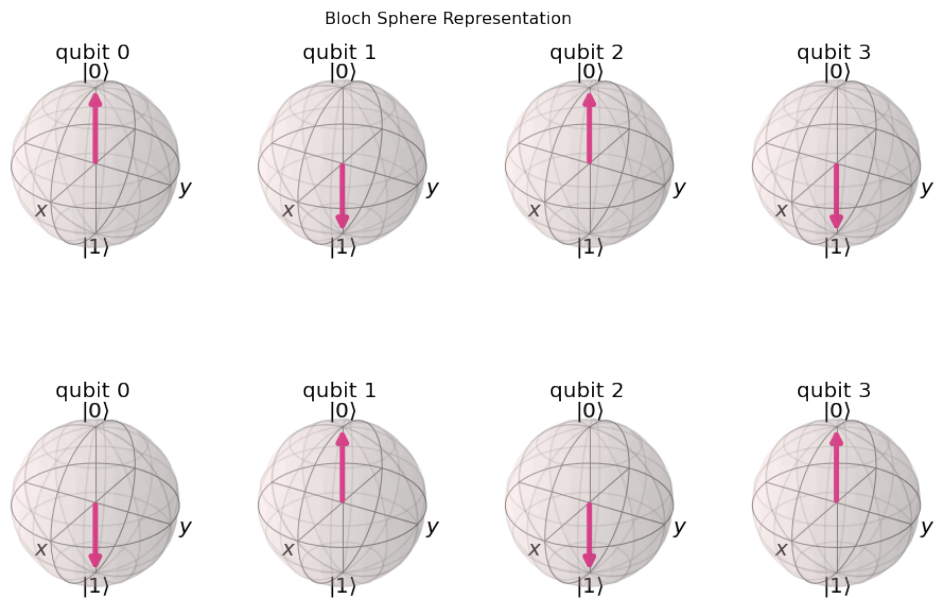 Bloch Sphere Representation
qubit 0 qubit 1 qubit 2 qubit 3
|0⟩ |0⟩ |0⟩ |0⟩
y y y y
x x x x
|1⟩ |1⟩ |1⟩ |1⟩
qubit 0 qubit 1 qubit 2 qubit 3
|0⟩ |0⟩ |0⟩ |0⟩
y y y y
x x x x
|1⟩ |1⟩ |1⟩ |1⟩